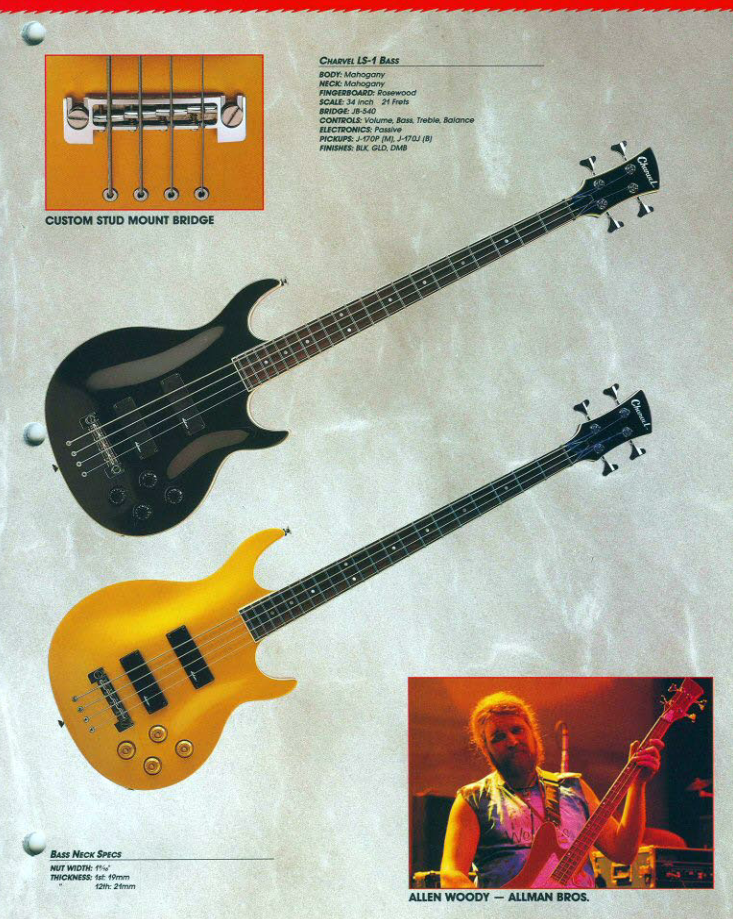 CHARVEL LS-1 BASS
BODY: Mahogany
NECK: Mahogany
FINGERBOARD: Rosewood
SCALE: 34 inch 21 Frets
BRIDGE: JB-540
CONTROLS: Volume, Bass, Treble, Balance
ELECTRONICS: Passive
PICKUPS: J-170P (M), J-170J (B)
FINISHES: BLK, GLD, DMB
CUSTOM STUD MOUNT BRIDGE
Charvel
Charvel
BASS NECK SPECS
NUT WIDTH:
THICKNESS: 1st: 19mm
" 12th: 21mm
ALLEN WOODY — ALLMAN BROS.